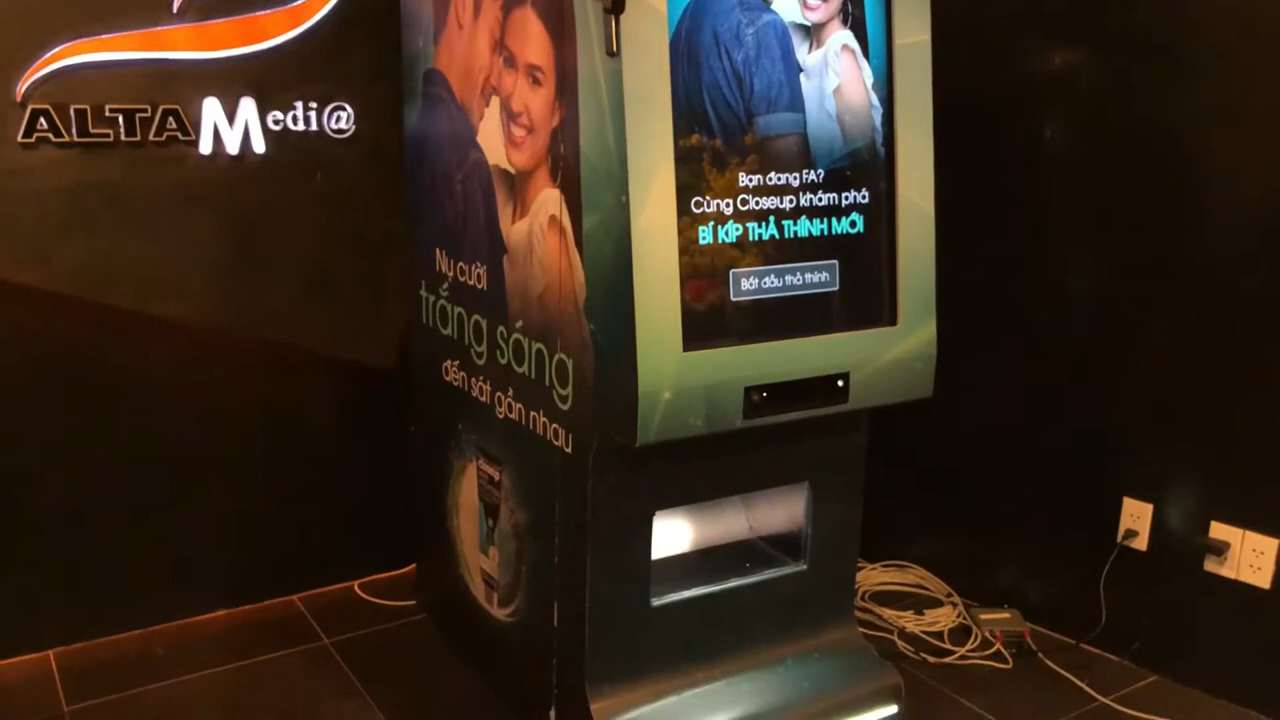 ALTA Medi@
Bạn đang FA?
Cùng Closeup khám phá
BÍ KÍP THẢ THÍNH MỚI
Bắt đầu thả thính
Nụ cười
trắng sáng
đến sát gần nhau
Closeup